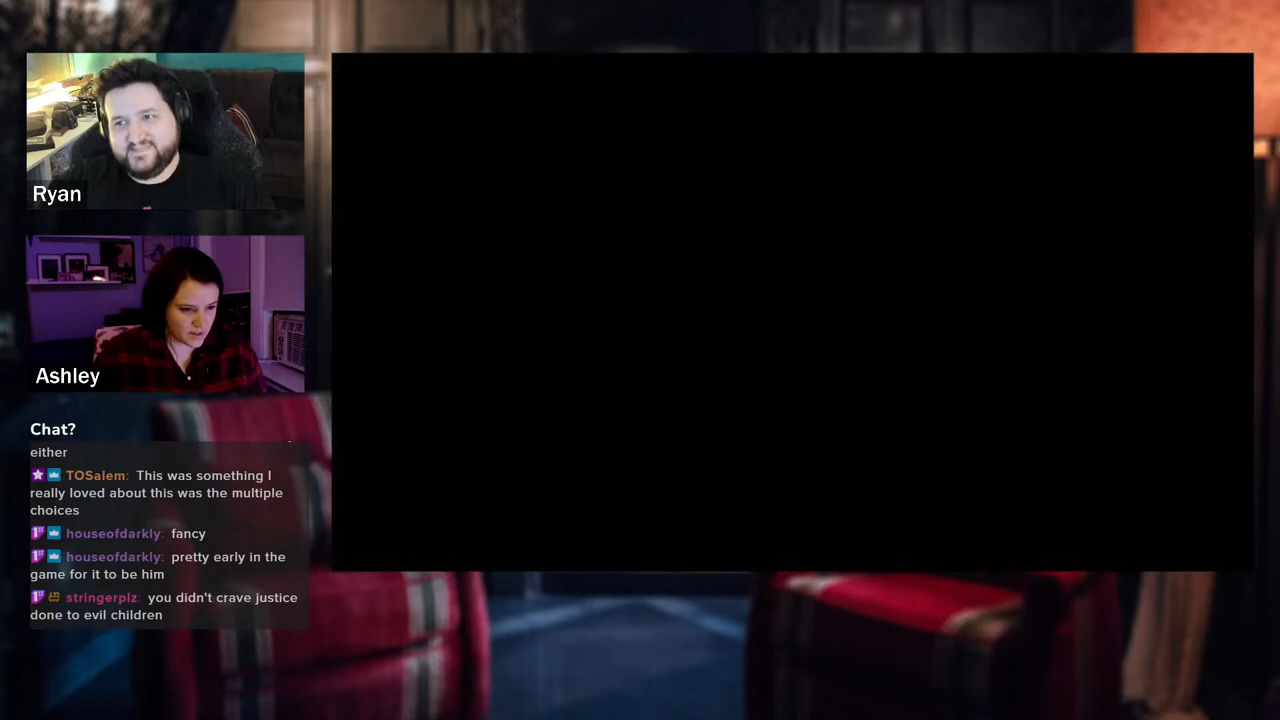 Ryan
Ashley
Chat?
either
TOSalem: This was something I
really loved about this was the multiple
choices
houseofdarkly: fancy
houseofdarkly: pretty early in the
game for it to be him
stringerplz: you didn't crave justice
done to evil children